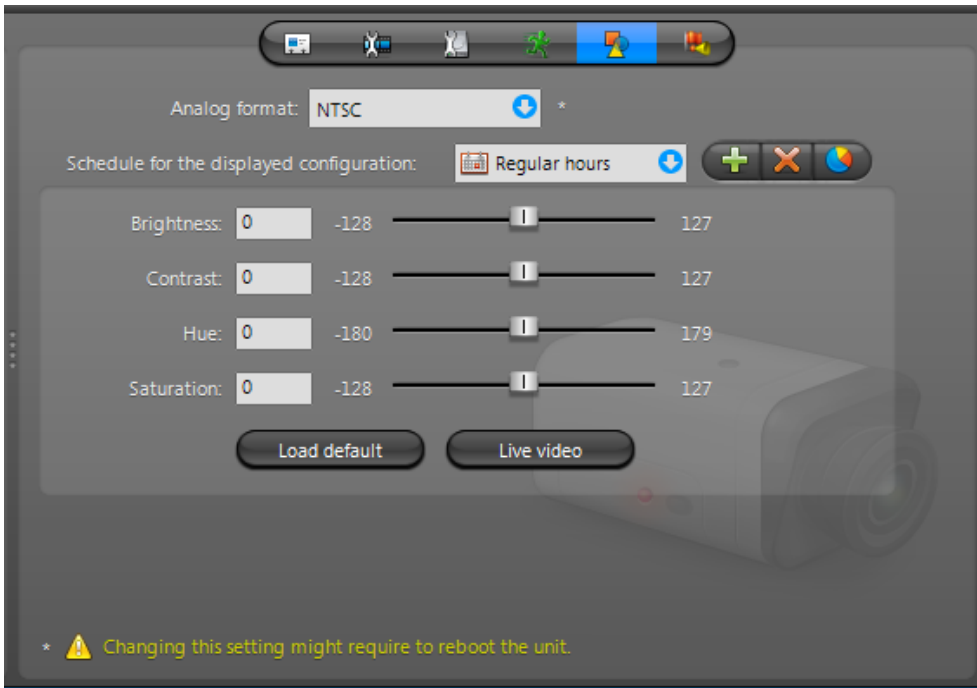 Analog format: NTSC *
Schedule for the displayed configuration: Regular hours
Brightness: 0 -128 127
Contrast: 0 -128 127
Hue: 0 -180 179
Saturation: 0 -128 127
Load default Live video
* Changing this setting might require to reboot the unit.